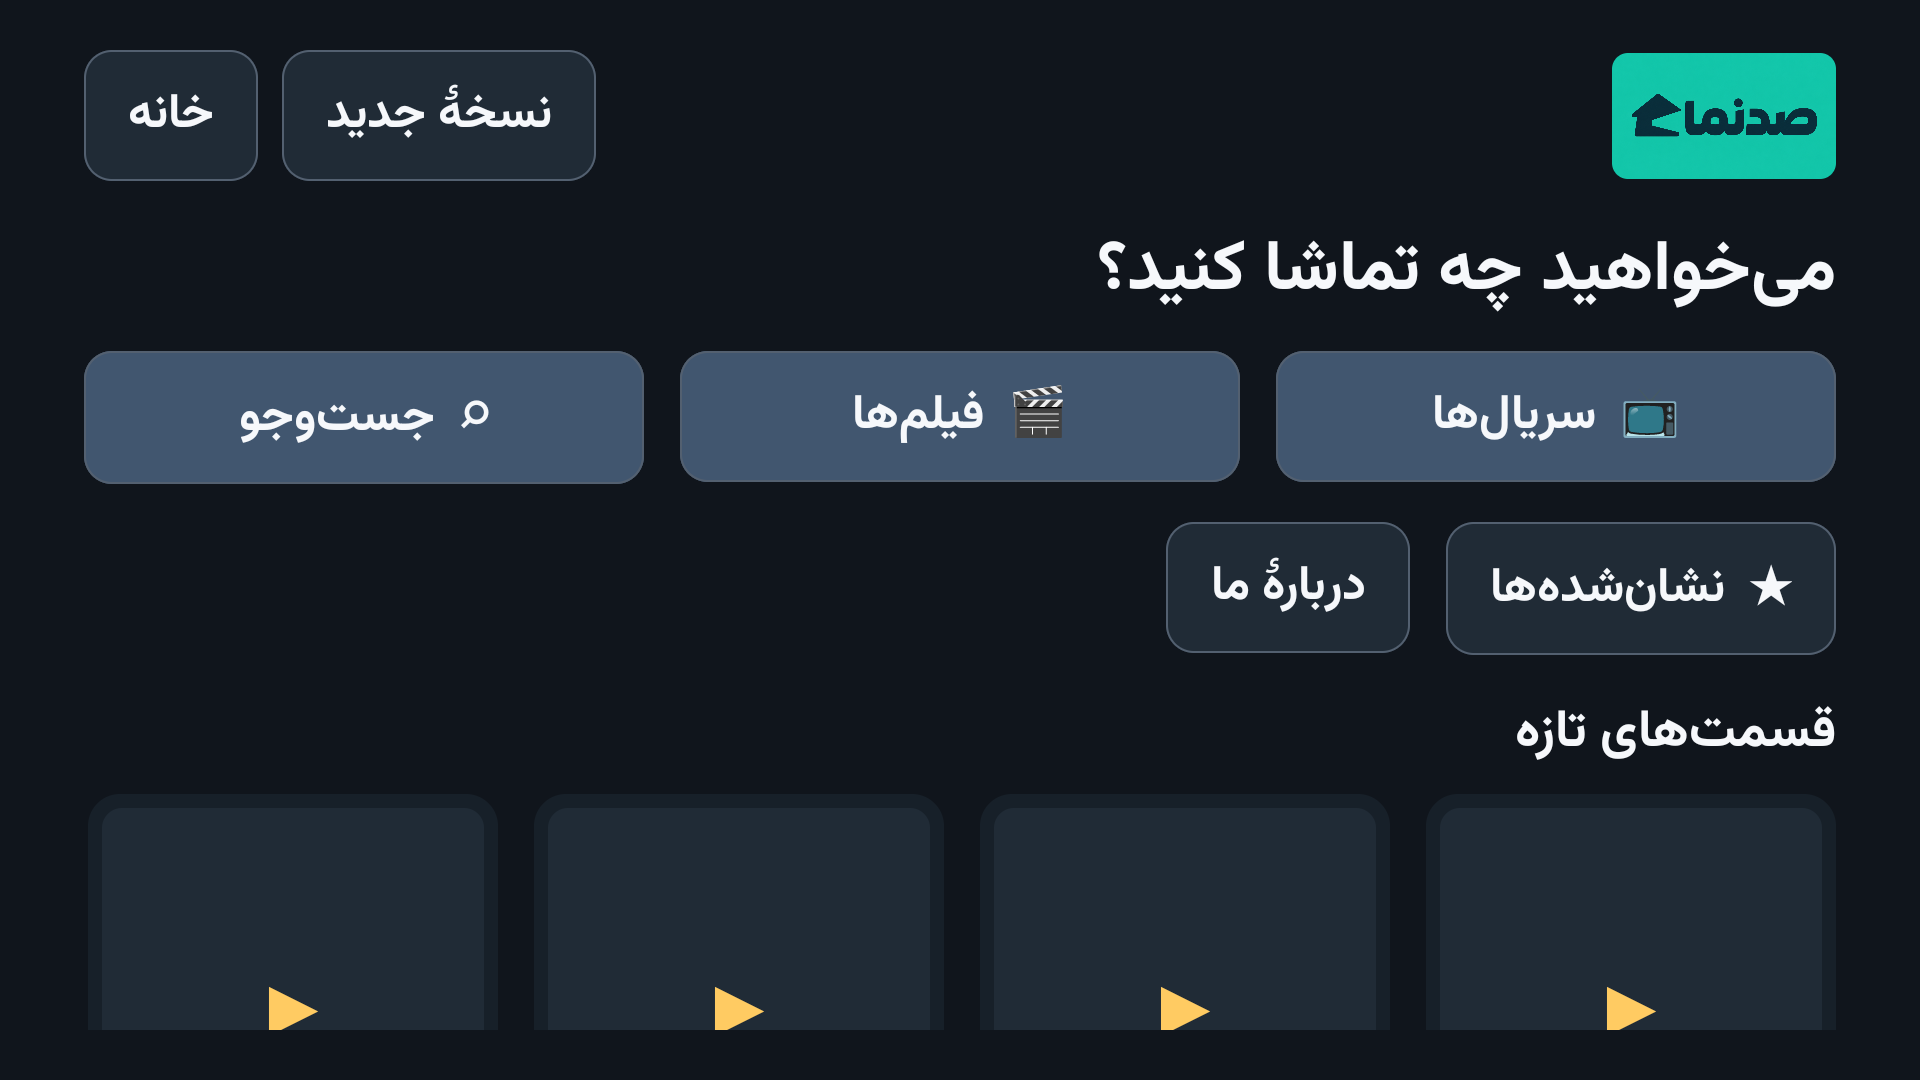 صدنما
نسخهٔ جدید
خانه
می‌خواهید چه تماشا کنید؟
سریال‌ها
فیلم‌ها
جست‌وجو
★ نشان‌شده‌ها
دربارهٔ ما
قسمت‌های تازه